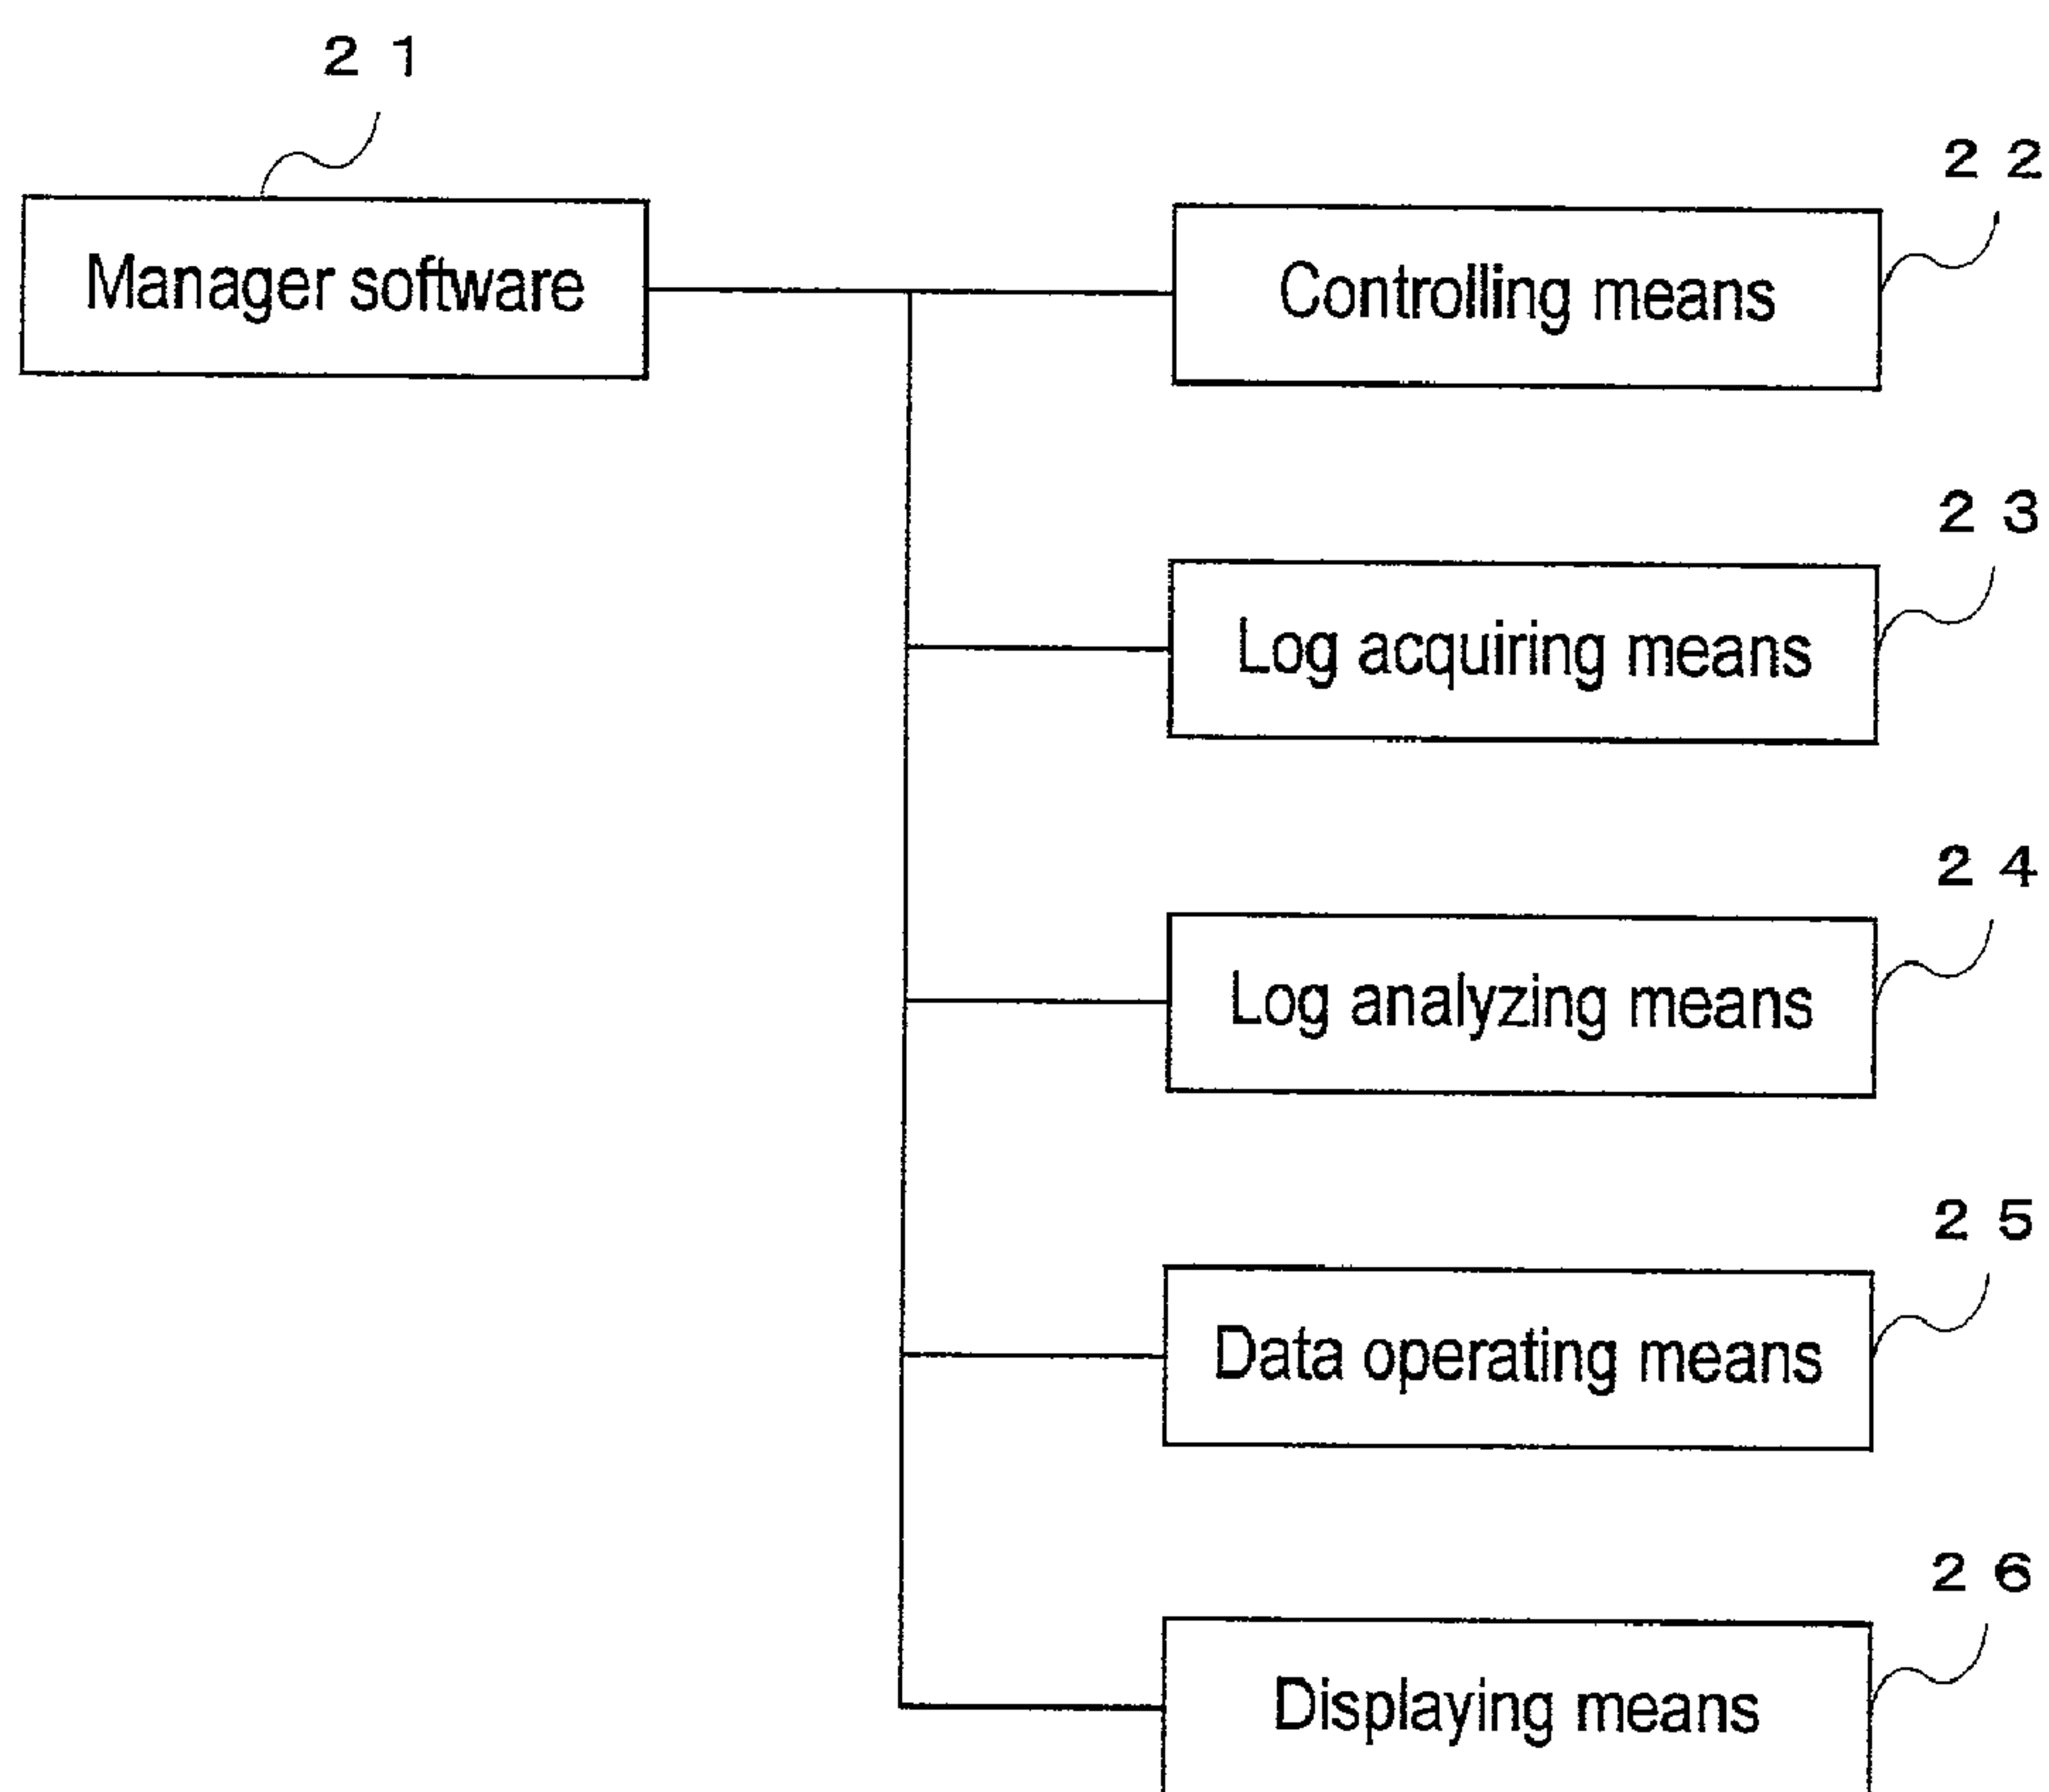 2 1
Manager software
2 2
Controlling means
2 3
Log acquiring means
2 4
Log analyzing means
2 5
Data operating means
2 6
Displaying means